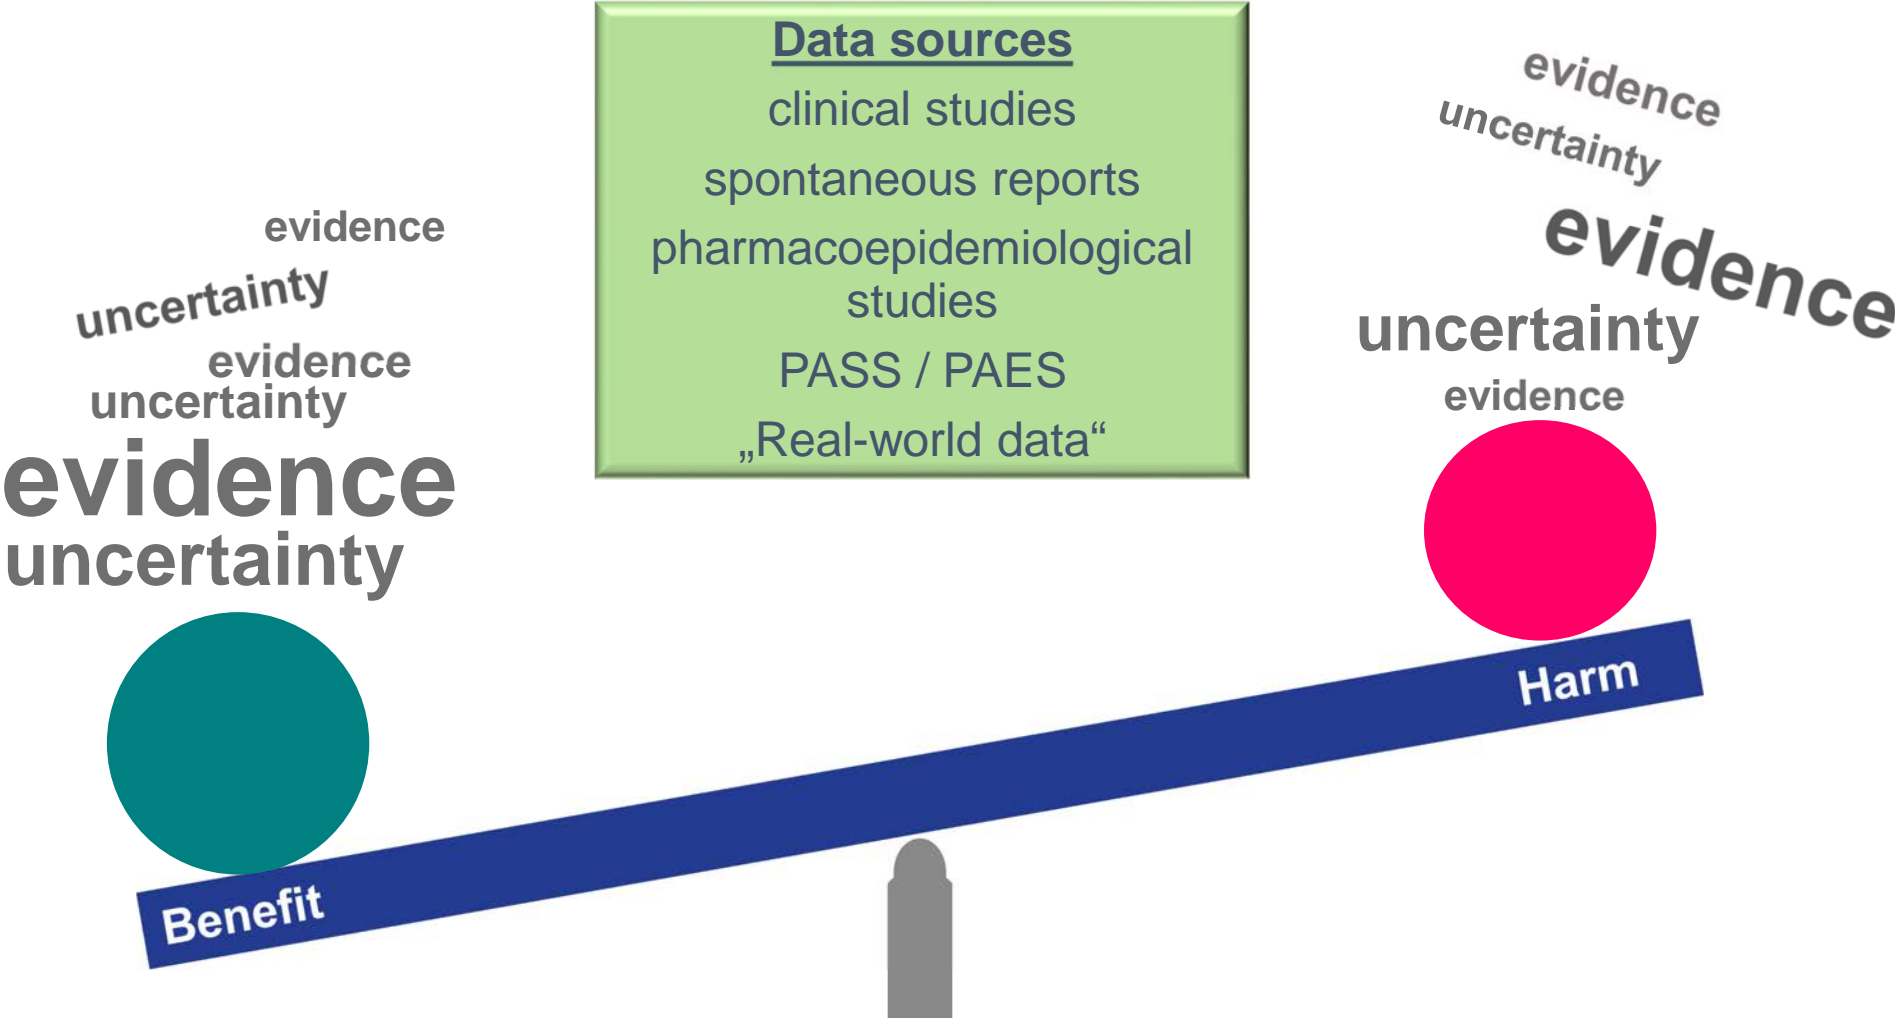 Data sources
clinical studies
spontaneous reports
pharmacoepidemiological
studies
PASS / PAES
„Real-world data“
evidence
uncertainty
evidence
uncertainty
evidence
uncertainty
evidence
uncertainty
evidence
uncertainty
evidence
Benefit
Harm